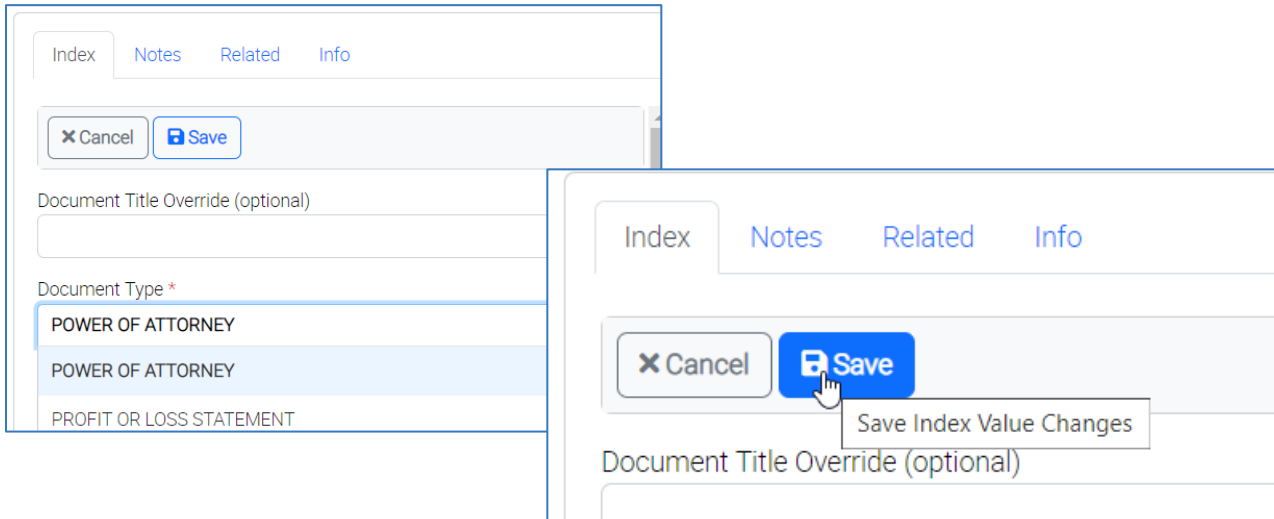 Index Notes Related Info
Cancel Save
Document Title Override (optional)
Document Type *
POWER OF ATTORNEY
POWER OF ATTORNEY
PROFIT OR LOSS STATEMENT
Index Notes Related Info
Cancel Save
Save Index Value Changes
Document Title Override (optional)